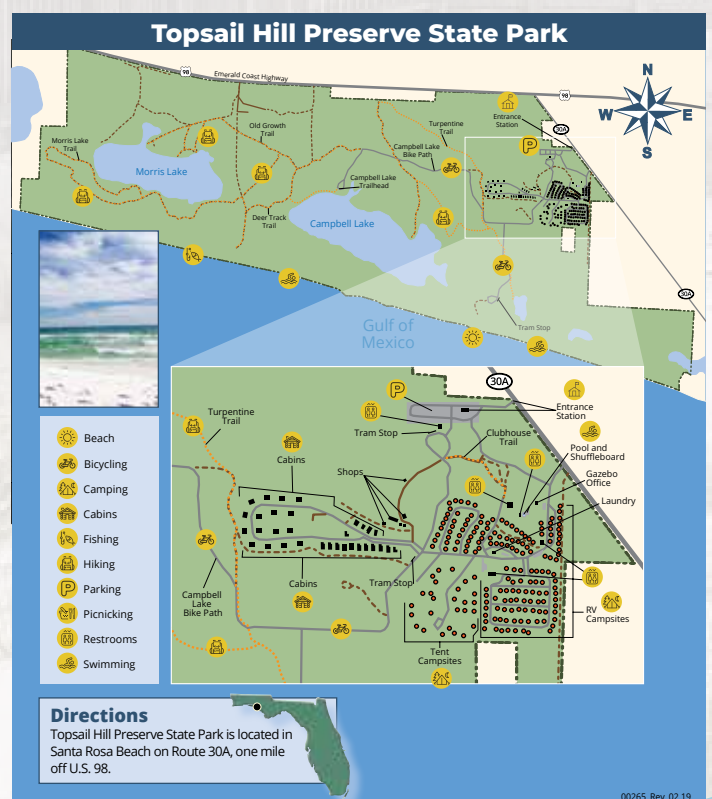 Topsail Hill Preserve State Park
98
Emerald Coast Highway
98
N
W E
S
Entrance
Station
30A
P
Old Growth
Trail
Turpentine
Trail
Morris Lake
Trail
Campbell Lake
Bike Path
Morris Lake
Campbell Lake
Trailhead
Deer Track
Trail
Campbell Lake
30A
Gulf of
Mexico
Tram Stop
30A
P
Entrance
Station
Turpentine
Trail
Tram Stop
Clubhouse
Trail
Pool and
Shuffleboard
Cabins
Shops
Gazebo
Office
Laundry
Cabins
Tram Stop
Campbell
Lake
Bike Path
RV
Campsites
Tent
Campsites
Beach
Bicycling
Camping
Cabins
Fishing
Hiking
P Parking
Picnicking
Restrooms
Swimming
Directions
Topsail Hill Preserve State Park is located in
Santa Rosa Beach on Route 30A, one mile
off U.S. 98.
00265 Rev. 02.19